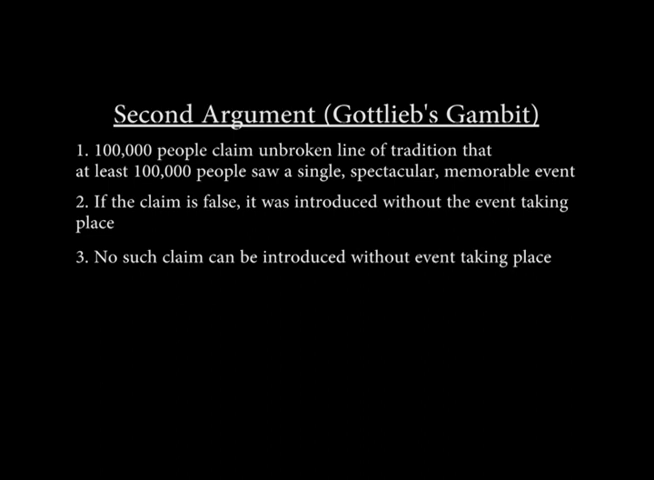 Second Argument (Gottlieb's Gambit)
1. 100,000 people claim unbroken line of tradition that
at least 100,000 people saw a single, spectacular, memorable event
2. If the claim is false, it was introduced without the event taking
place
3. No such claim can be introduced without event taking place